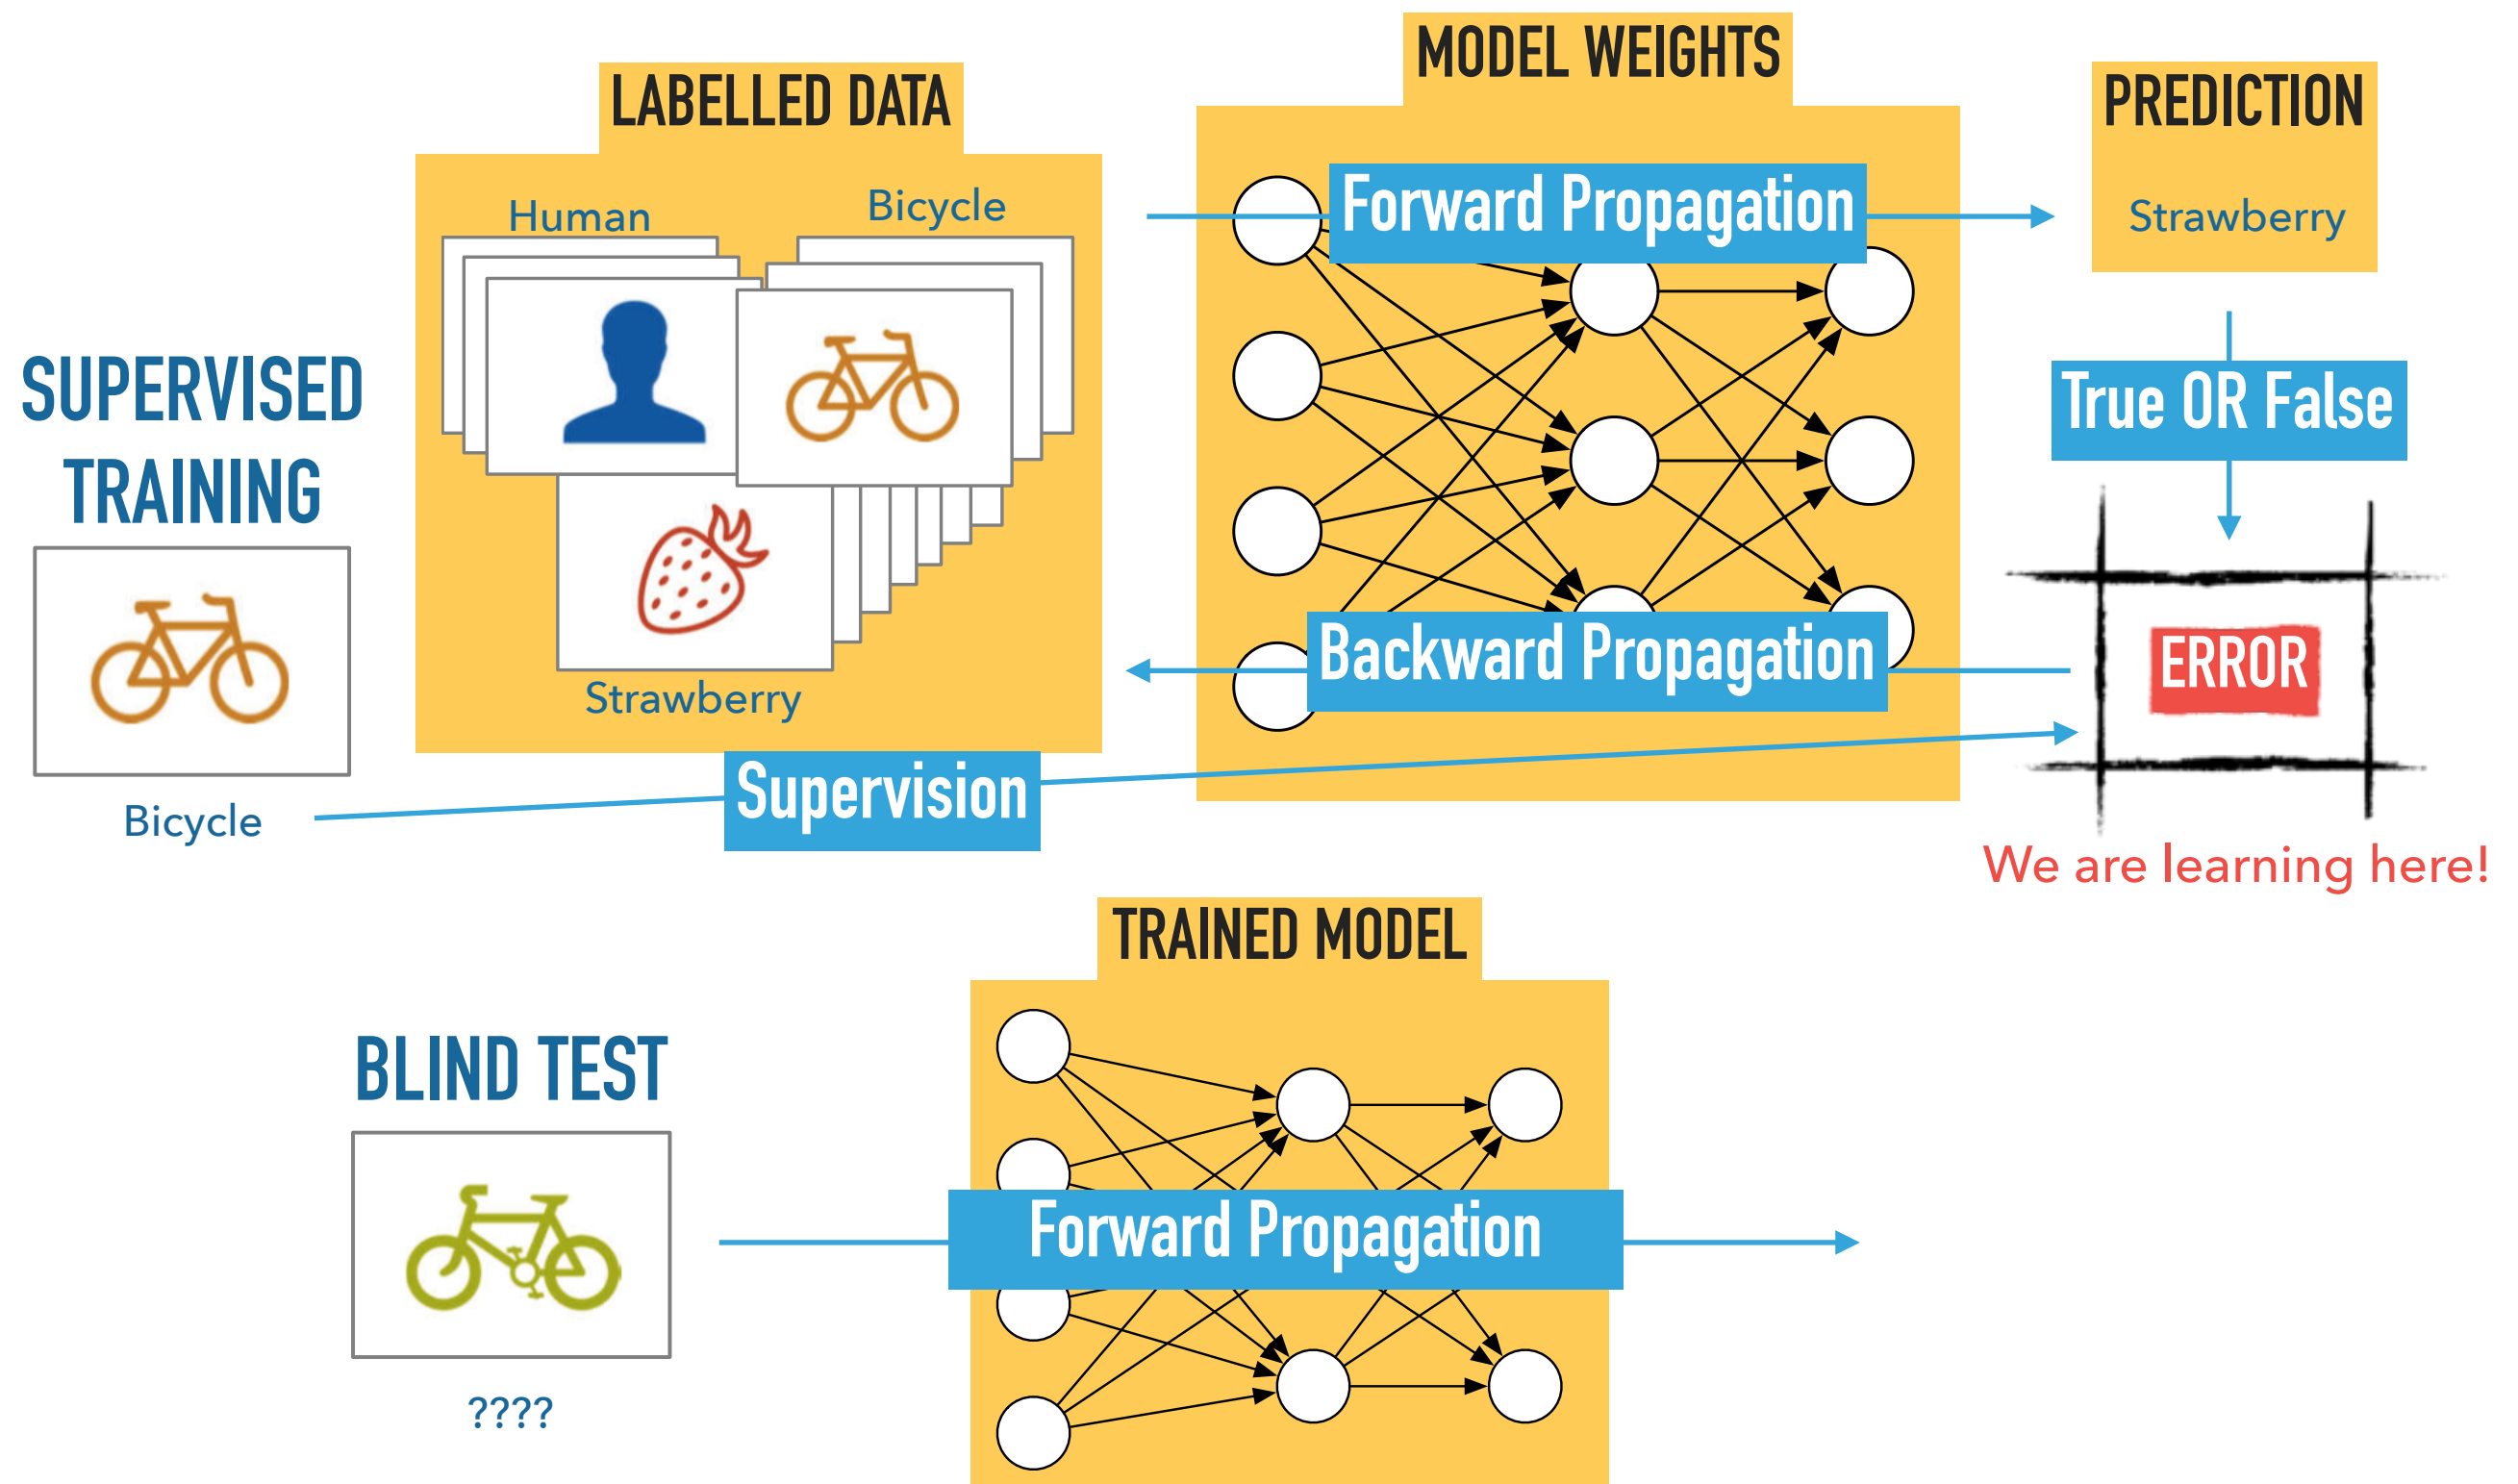 MODEL WEIGHTS
LABELLED DATA
PREDICTION
Human
Bicycle
Forward Propagation
Strawberry
SUPERVISED
TRAINING
True OR False
Backward Propagation
ERROR
Strawberry
Supervision
Bicycle
We are learning here!
TRAINED MODEL
BLIND TEST
Forward Propagation
????